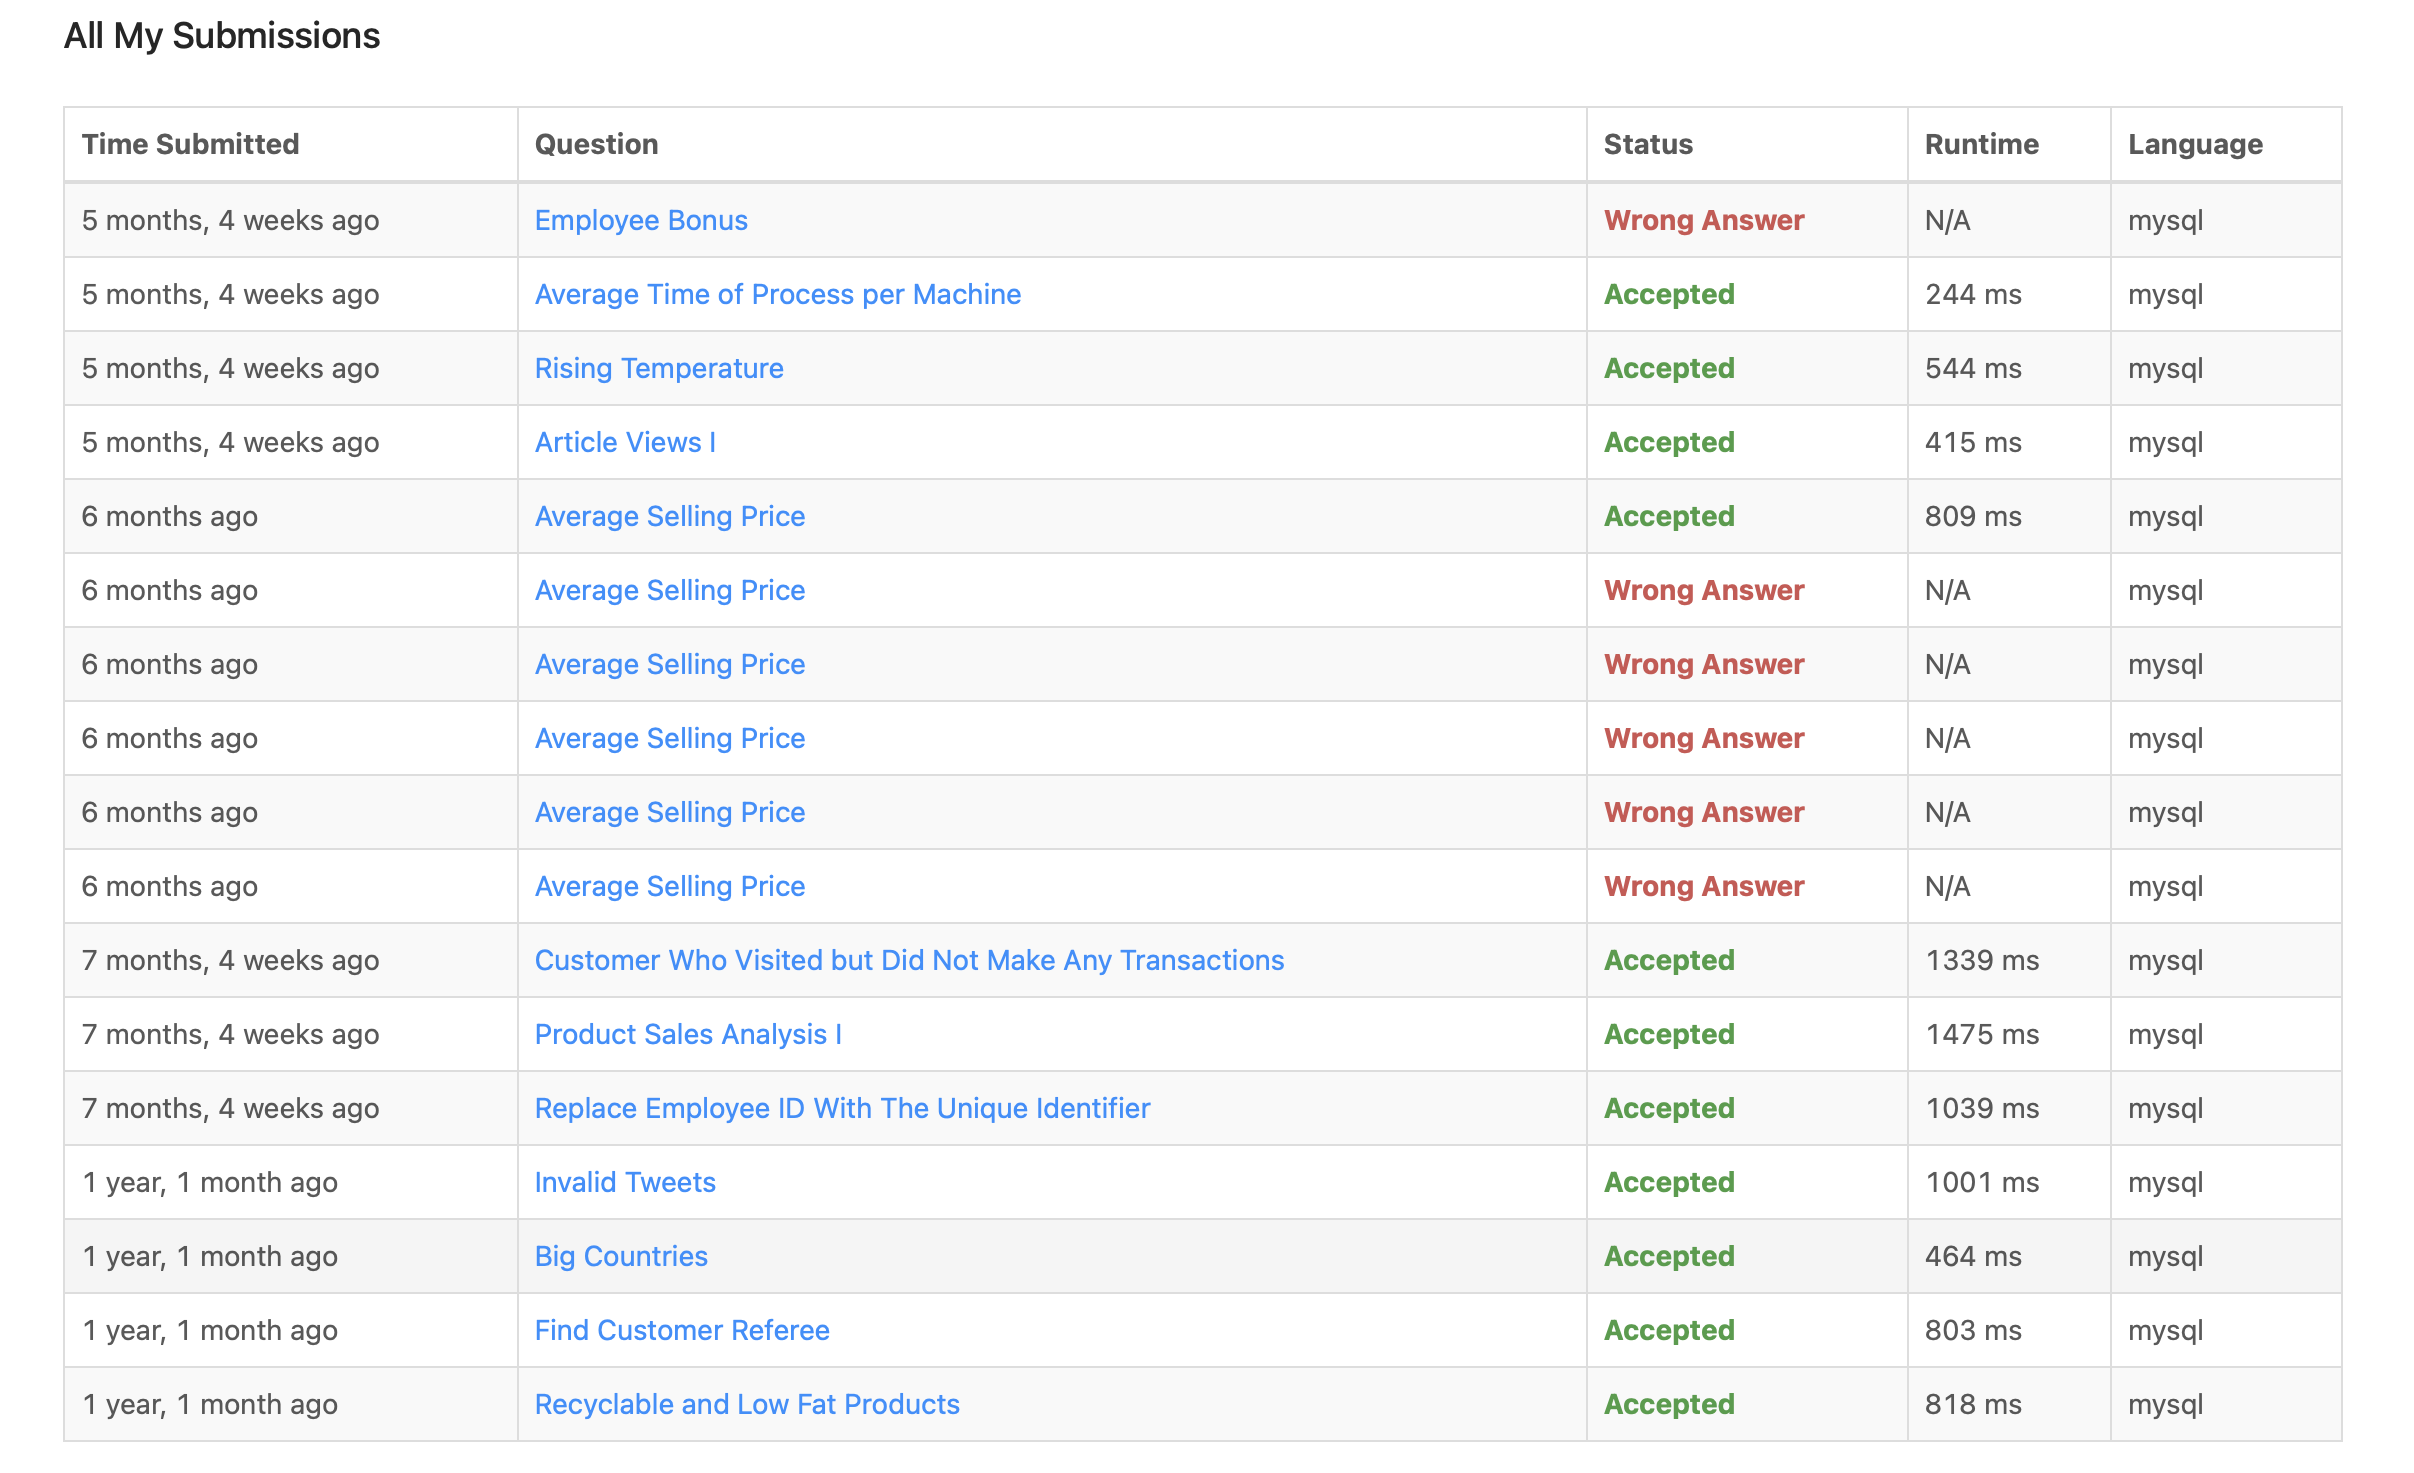 All My Submissions
Time Submitted Question Status Runtime Language
5 months, 4 weeks ago Employee Bonus Wrong Answer N/A mysql
5 months, 4 weeks ago Average Time of Process per Machine Accepted 244 ms mysql
5 months, 4 weeks ago Rising Temperature Accepted 544 ms mysql
5 months, 4 weeks ago Article Views I Accepted 415 ms mysql
6 months ago Average Selling Price Accepted 809 ms mysql
6 months ago Average Selling Price Wrong Answer N/A mysql
6 months ago Average Selling Price Wrong Answer N/A mysql
6 months ago Average Selling Price Wrong Answer N/A mysql
6 months ago Average Selling Price Wrong Answer N/A mysql
6 months ago Average Selling Price Wrong Answer N/A mysql
7 months, 4 weeks ago Customer Who Visited but Did Not Make Any Transactions Accepted 1339 ms mysql
7 months, 4 weeks ago Product Sales Analysis I Accepted 1475 ms mysql
7 months, 4 weeks ago Replace Employee ID With The Unique Identifier Accepted 1039 ms mysql
1 year, 1 month ago Invalid Tweets Accepted 1001 ms mysql
1 year, 1 month ago Big Countries Accepted 464 ms mysql
1 year, 1 month ago Find Customer Referee Accepted 803 ms mysql
1 year, 1 month ago Recyclable and Low Fat Products Accepted 818 ms mysql